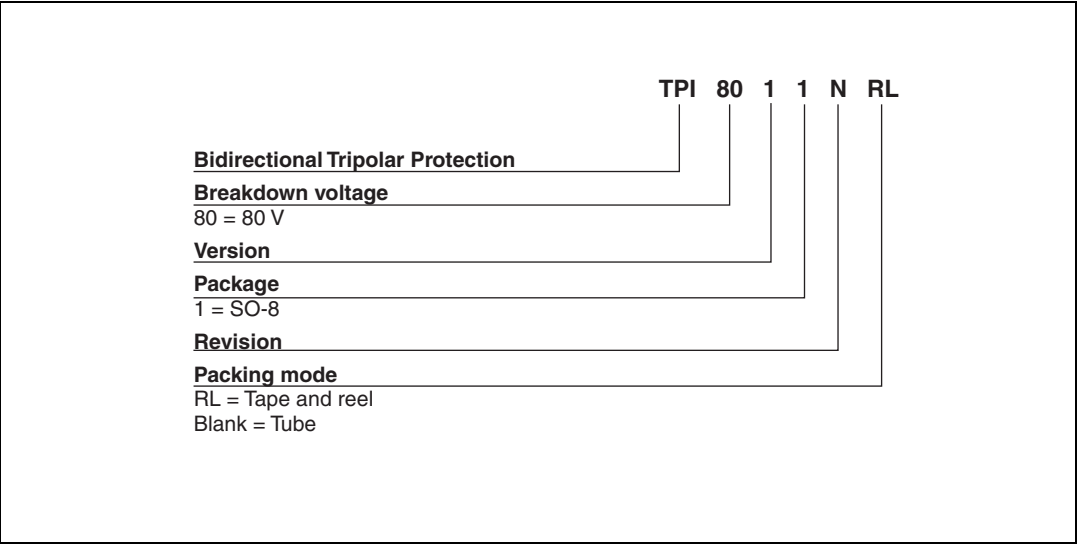 TPI 80 1 1 N RL
Bidirectional Tripolar Protection
Breakdown voltage
80 = 80 V
Version
Package
1 = SO-8
Revision
Packing mode
RL = Tape and reel
Blank = Tube